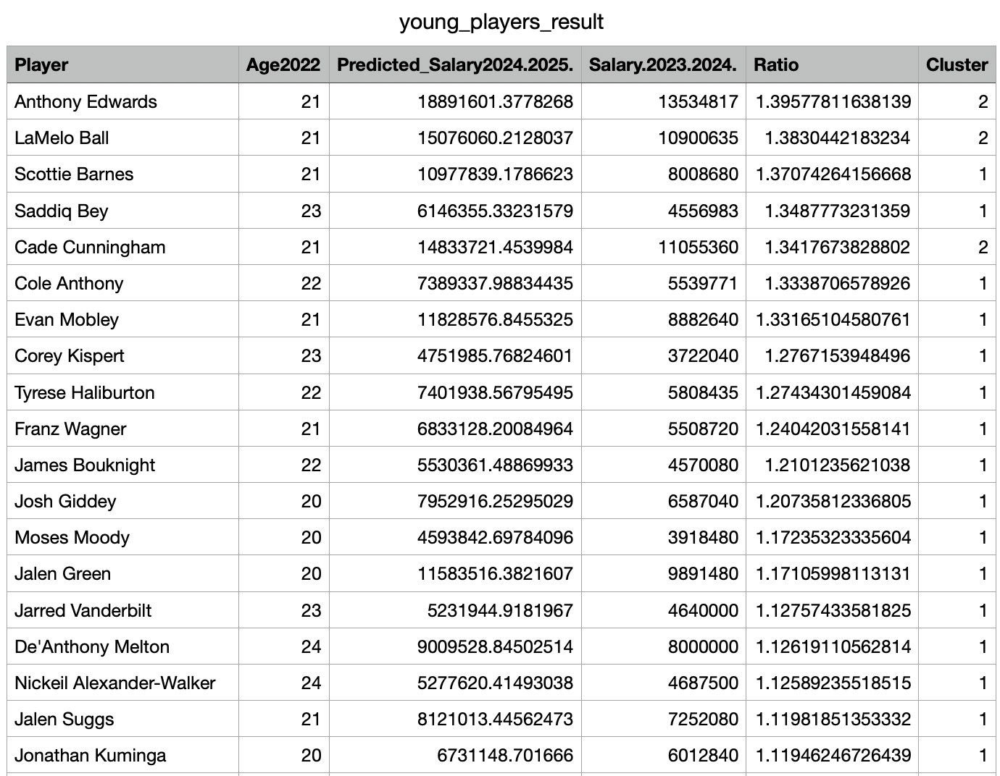 young_players_result
Player Age2022 Predicted_Salary2024.2025. Salary.2023.2024. Ratio Cluster
Anthony Edwards 21 18891601.3778268 13534817 1.39577811638139 2
LaMelo Ball 21 15076060.2128037 10900635 1.3830442183234 2
Scottie Barnes 21 10977839.1786623 8008680 1.37074264156668 1
Saddiq Bey 23 6146355.33231579 4556983 1.3487773231359 1
Cade Cunningham 21 14833721.4539984 11055360 1.3417673828802 2
Cole Anthony 22 7389337.98834435 5539771 1.3338706578926 1
Evan Mobley 21 11828576.8455325 8882640 1.33165104580761 1
Corey Kispert 23 4751985.76824601 3722040 1.2767153948496 1
Tyrese Haliburton 22 7401938.56795495 5808435 1.27434301459084 1
Franz Wagner 21 6833128.20084964 5508720 1.24042031558141 1
James Bouknight 22 5530361.48869933 4570080 1.2101235621038 1
Josh Giddey 20 7952916.25295029 6587040 1.20735812336805 1
Moses Moody 20 4593842.69784096 3918480 1.17235323335604 1
Jalen Green 20 11583516.3821607 9891480 1.17105998113131 1
Jarred Vanderbilt 23 5231944.9181967 4640000 1.12757433581825 1
De'Anthony Melton 24 9009528.84502514 8000000 1.12619110562814 1
Nickeil Alexander-Walker 24 5277620.41493038 4687500 1.12589235518515 1
Jalen Suggs 21 8121013.44562473 7252080 1.11981851353332 1
Jonathan Kuminga 20 6731148.701666 6012840 1.11946246726439 1